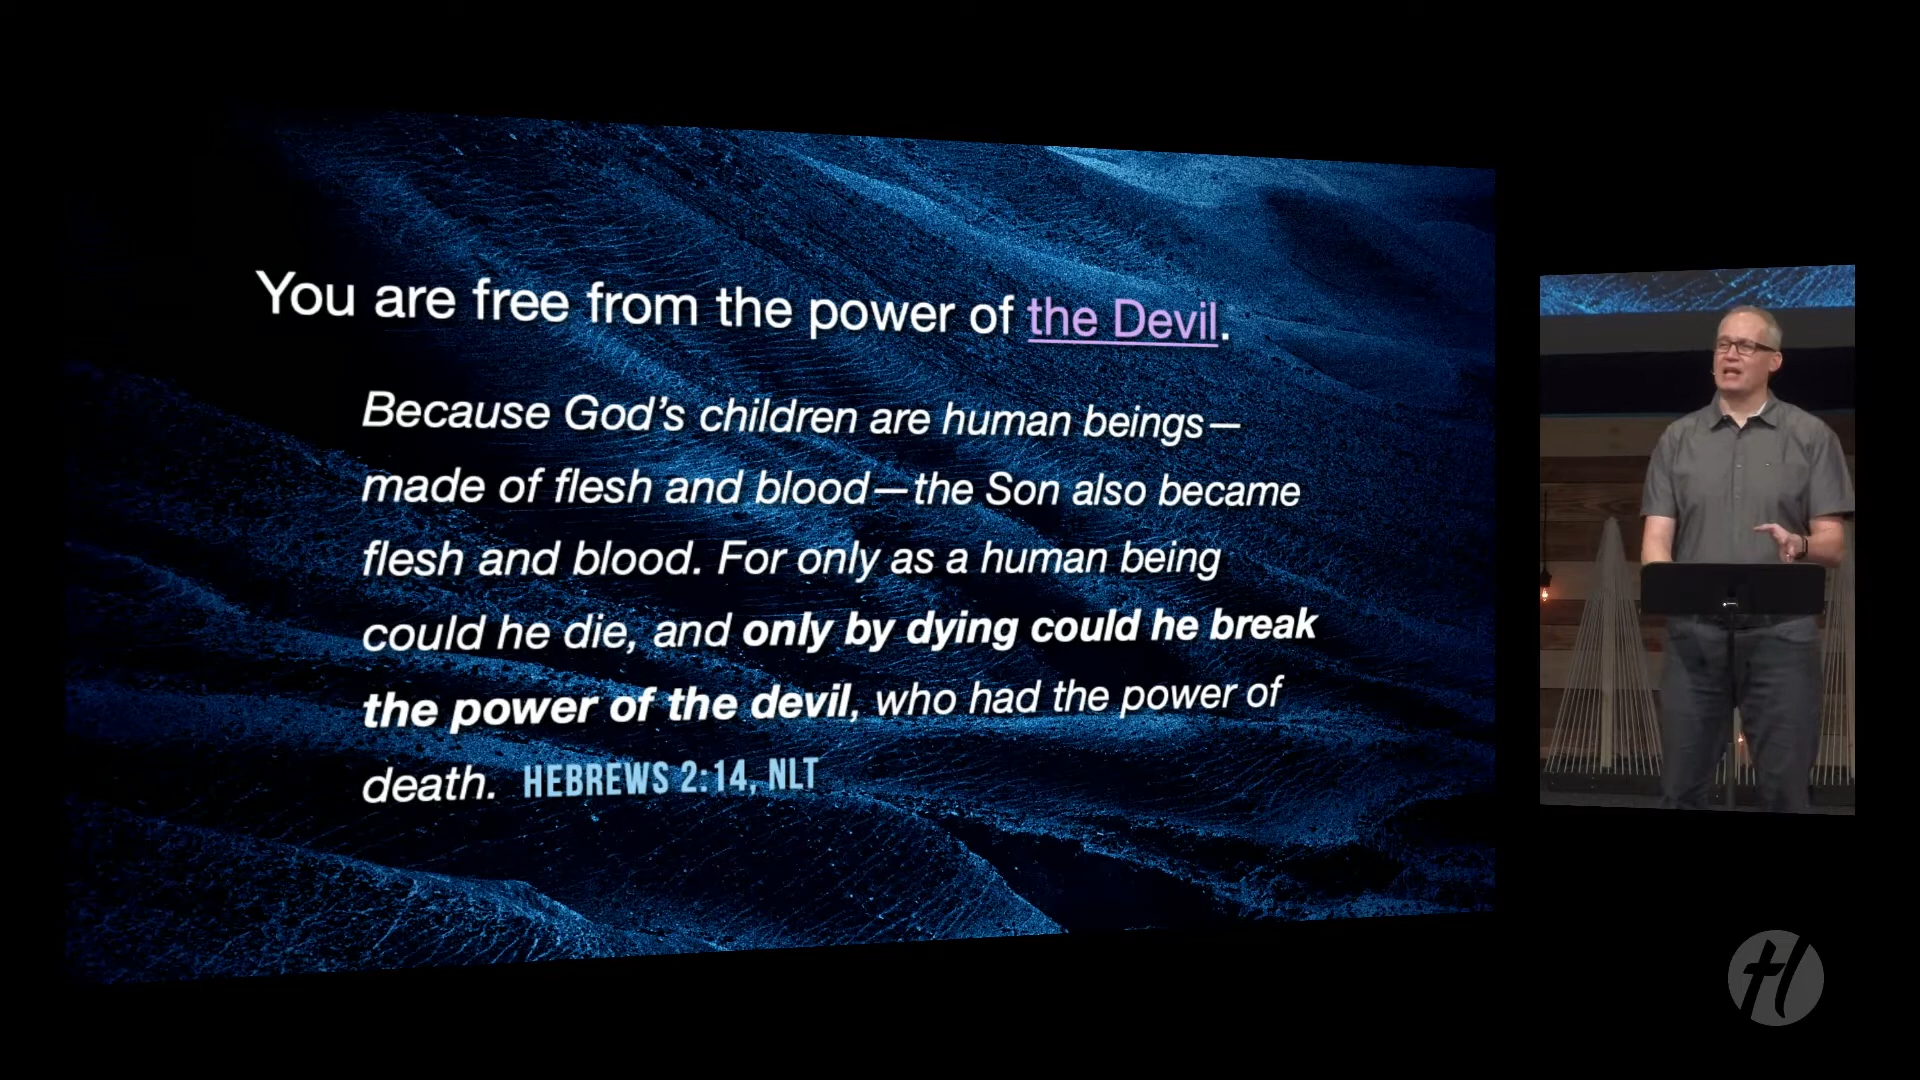 You are free from the power of the Devil.
Because God’s children are human beings—
made of flesh and blood—the Son also became
flesh and blood. For only as a human being
could he die, and only by dying could he break
the power of the devil, who had the power of
death. HEBREWS 2:14, NLT